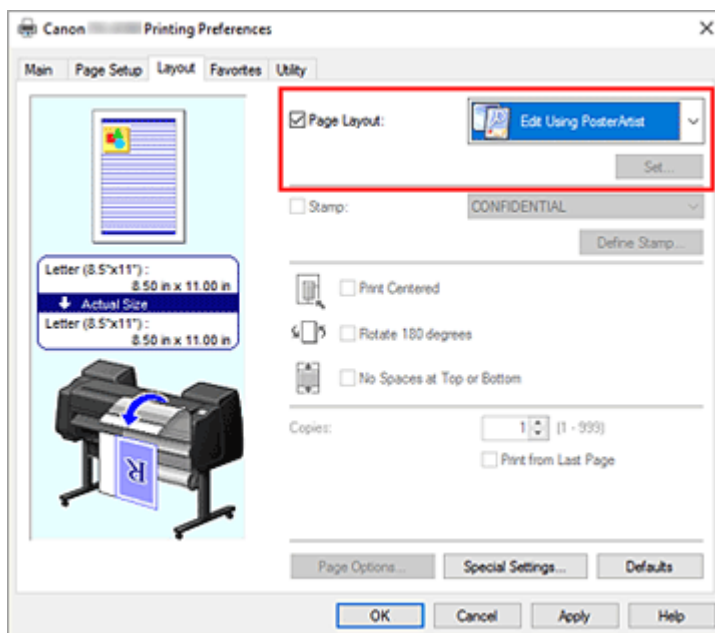 Canon Printing Preferences
Main Page Setup Layout Favorites Utility
Page Layout: Edit Using PosterArtist
Set...
Stamp: CONFIDENTIAL
Define Stamp...
Letter (8.5"x11") :
8.50 in x 11.00 in
Actual Size
Letter (8.5"x11") :
8.50 in x 11.00 in
Print Centered
Rotate 180 degrees
No Spaces at Top or Bottom
Copies: 1 (1 - 999)
Print from Last Page
R
Page Options... Special Settings... Defaults
OK Cancel Apply Help